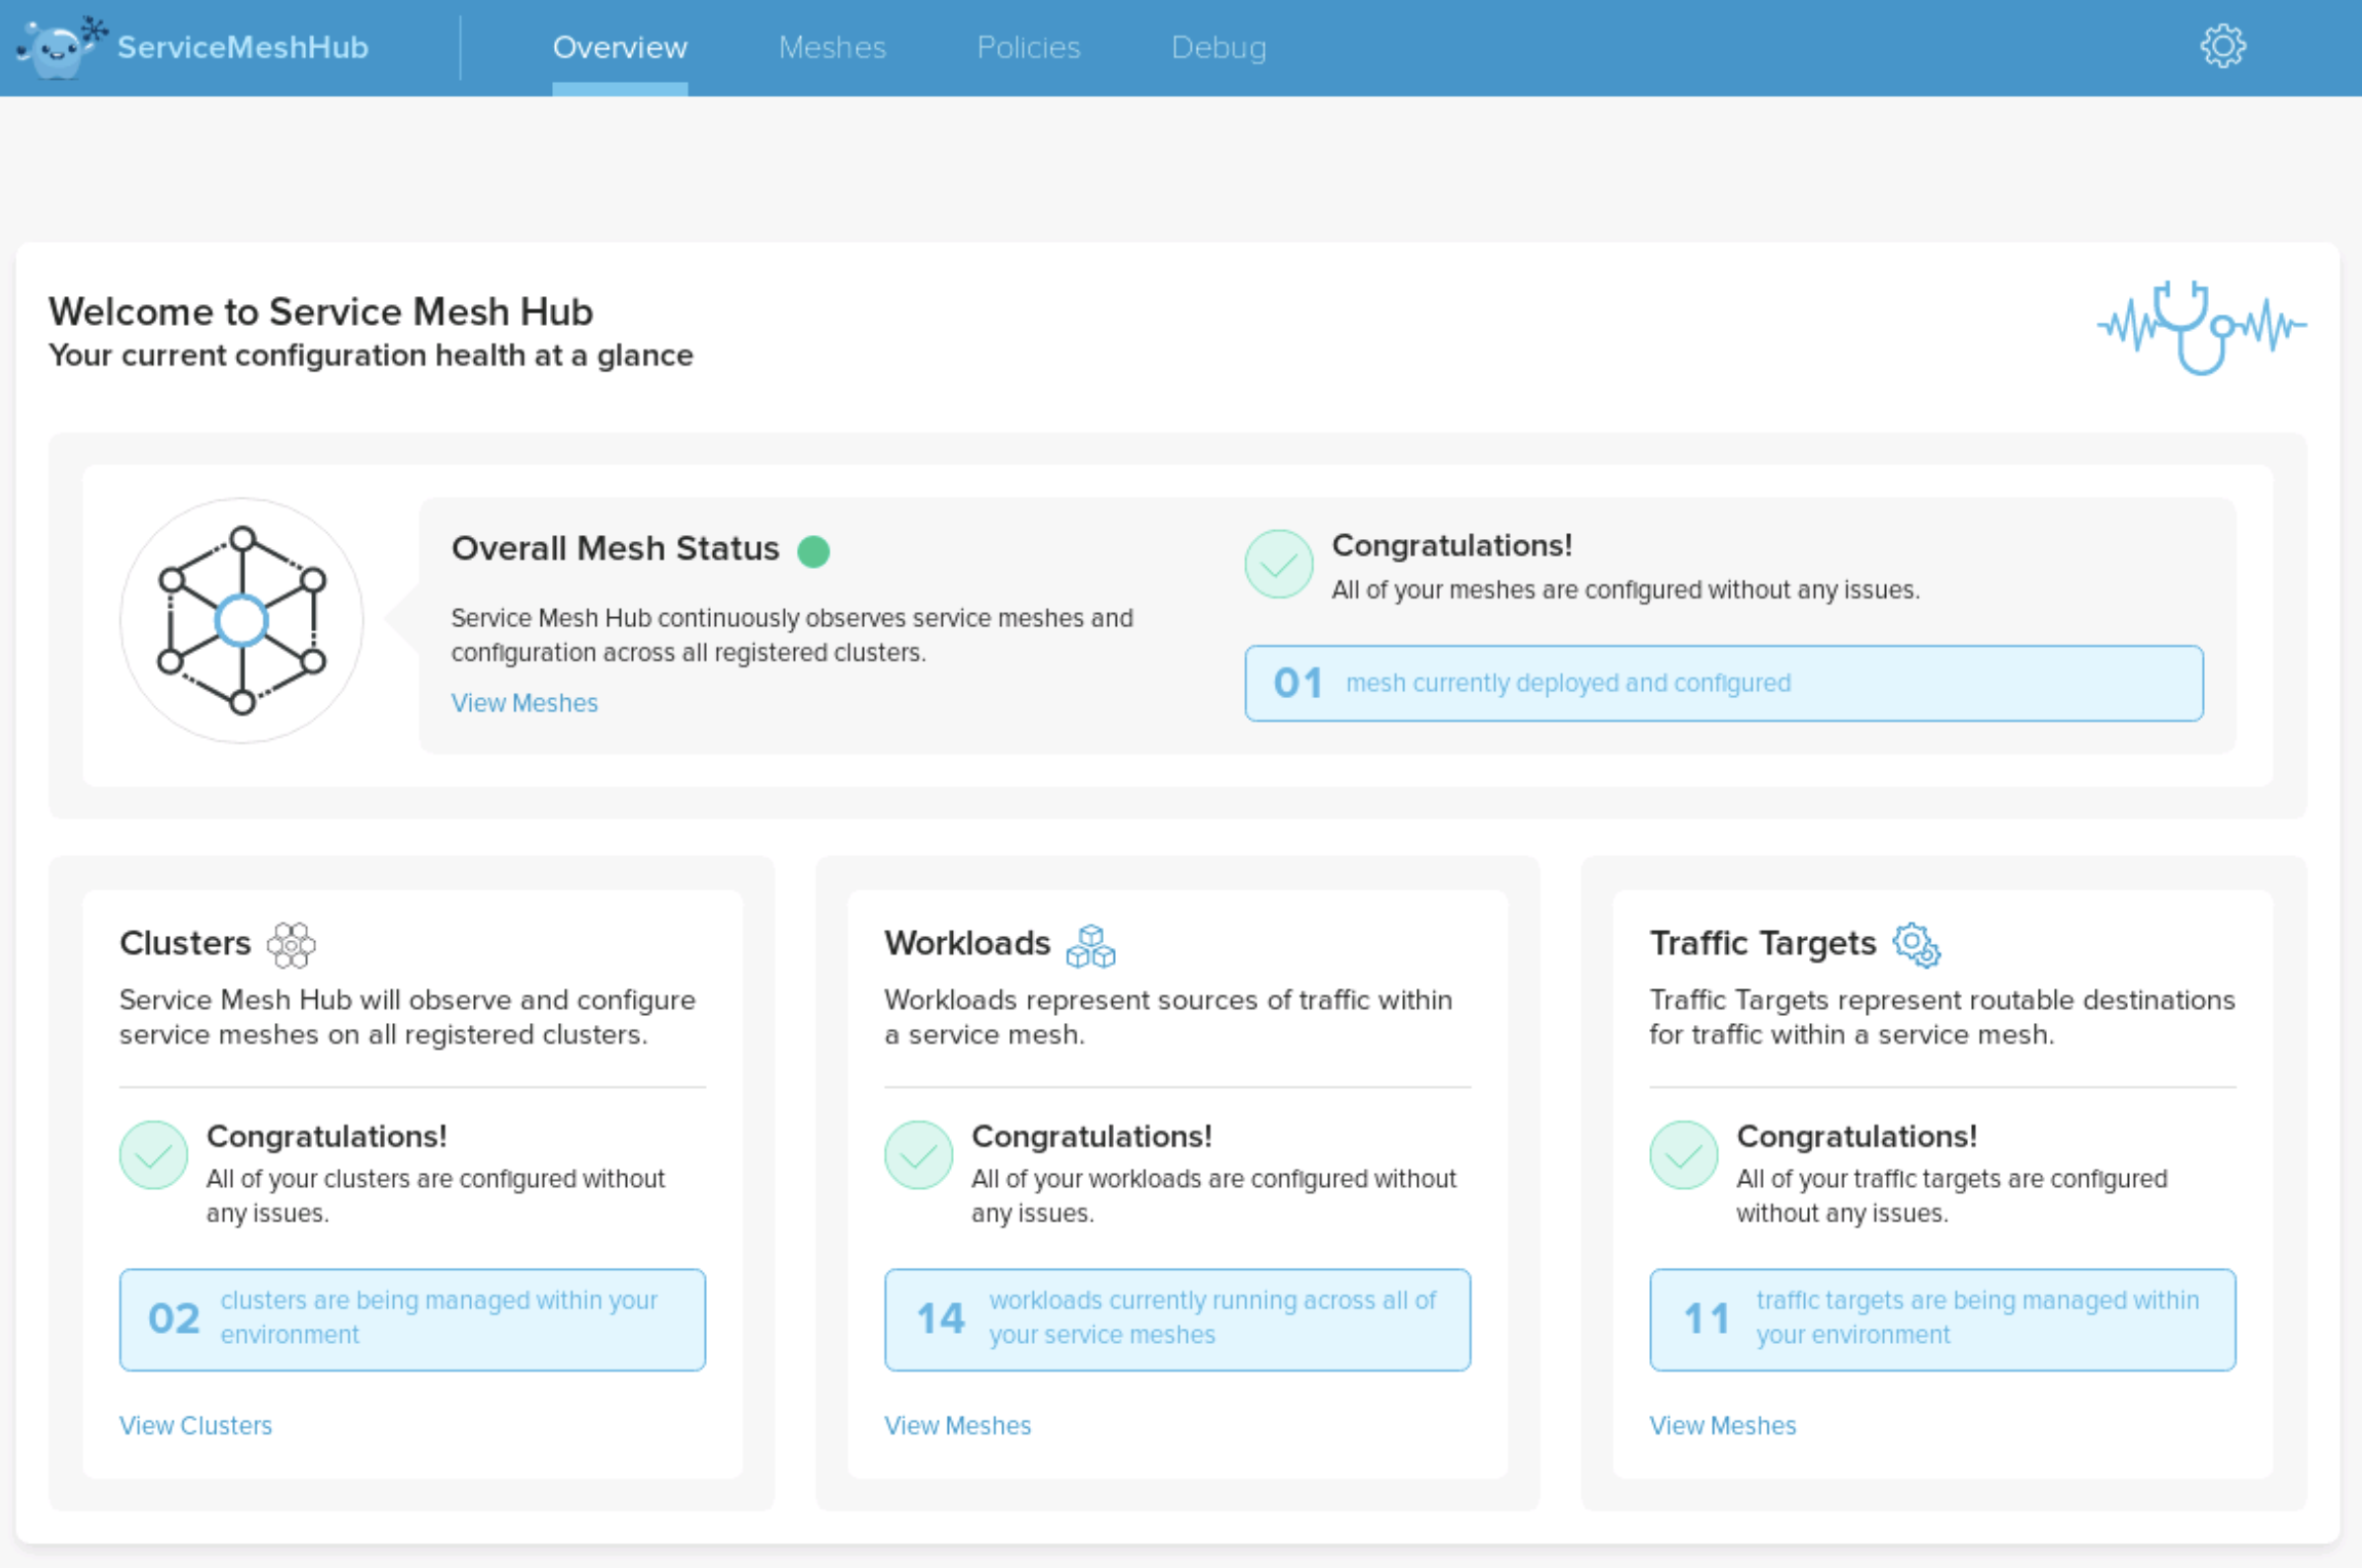 ServiceMeshHub
Overview
Meshes
Policies
Debug
Welcome to Service Mesh Hub
Your current configuration health at a glance
Overall Mesh Status
Service Mesh Hub continuously observes service meshes and
configuration across all registered clusters.
View Meshes
Congratulations!
All of your meshes are configured without any issues.
01 mesh currently deployed and configured
Clusters
Service Mesh Hub will observe and configure
service meshes on all registered clusters.
Congratulations!
All of your clusters are configured without
any issues.
02 clusters are being managed within your
environment
View Clusters
Workloads
Workloads represent sources of traffic within
a service mesh.
Congratulations!
All of your workloads are configured without
any issues.
14 workloads currently running across all of
your service meshes
View Meshes
Traffic Targets
Traffic Targets represent routable destinations
for traffic within a service mesh.
Congratulations!
All of your traffic targets are configured
without any issues.
11 traffic targets are being managed within
your environment
View Meshes